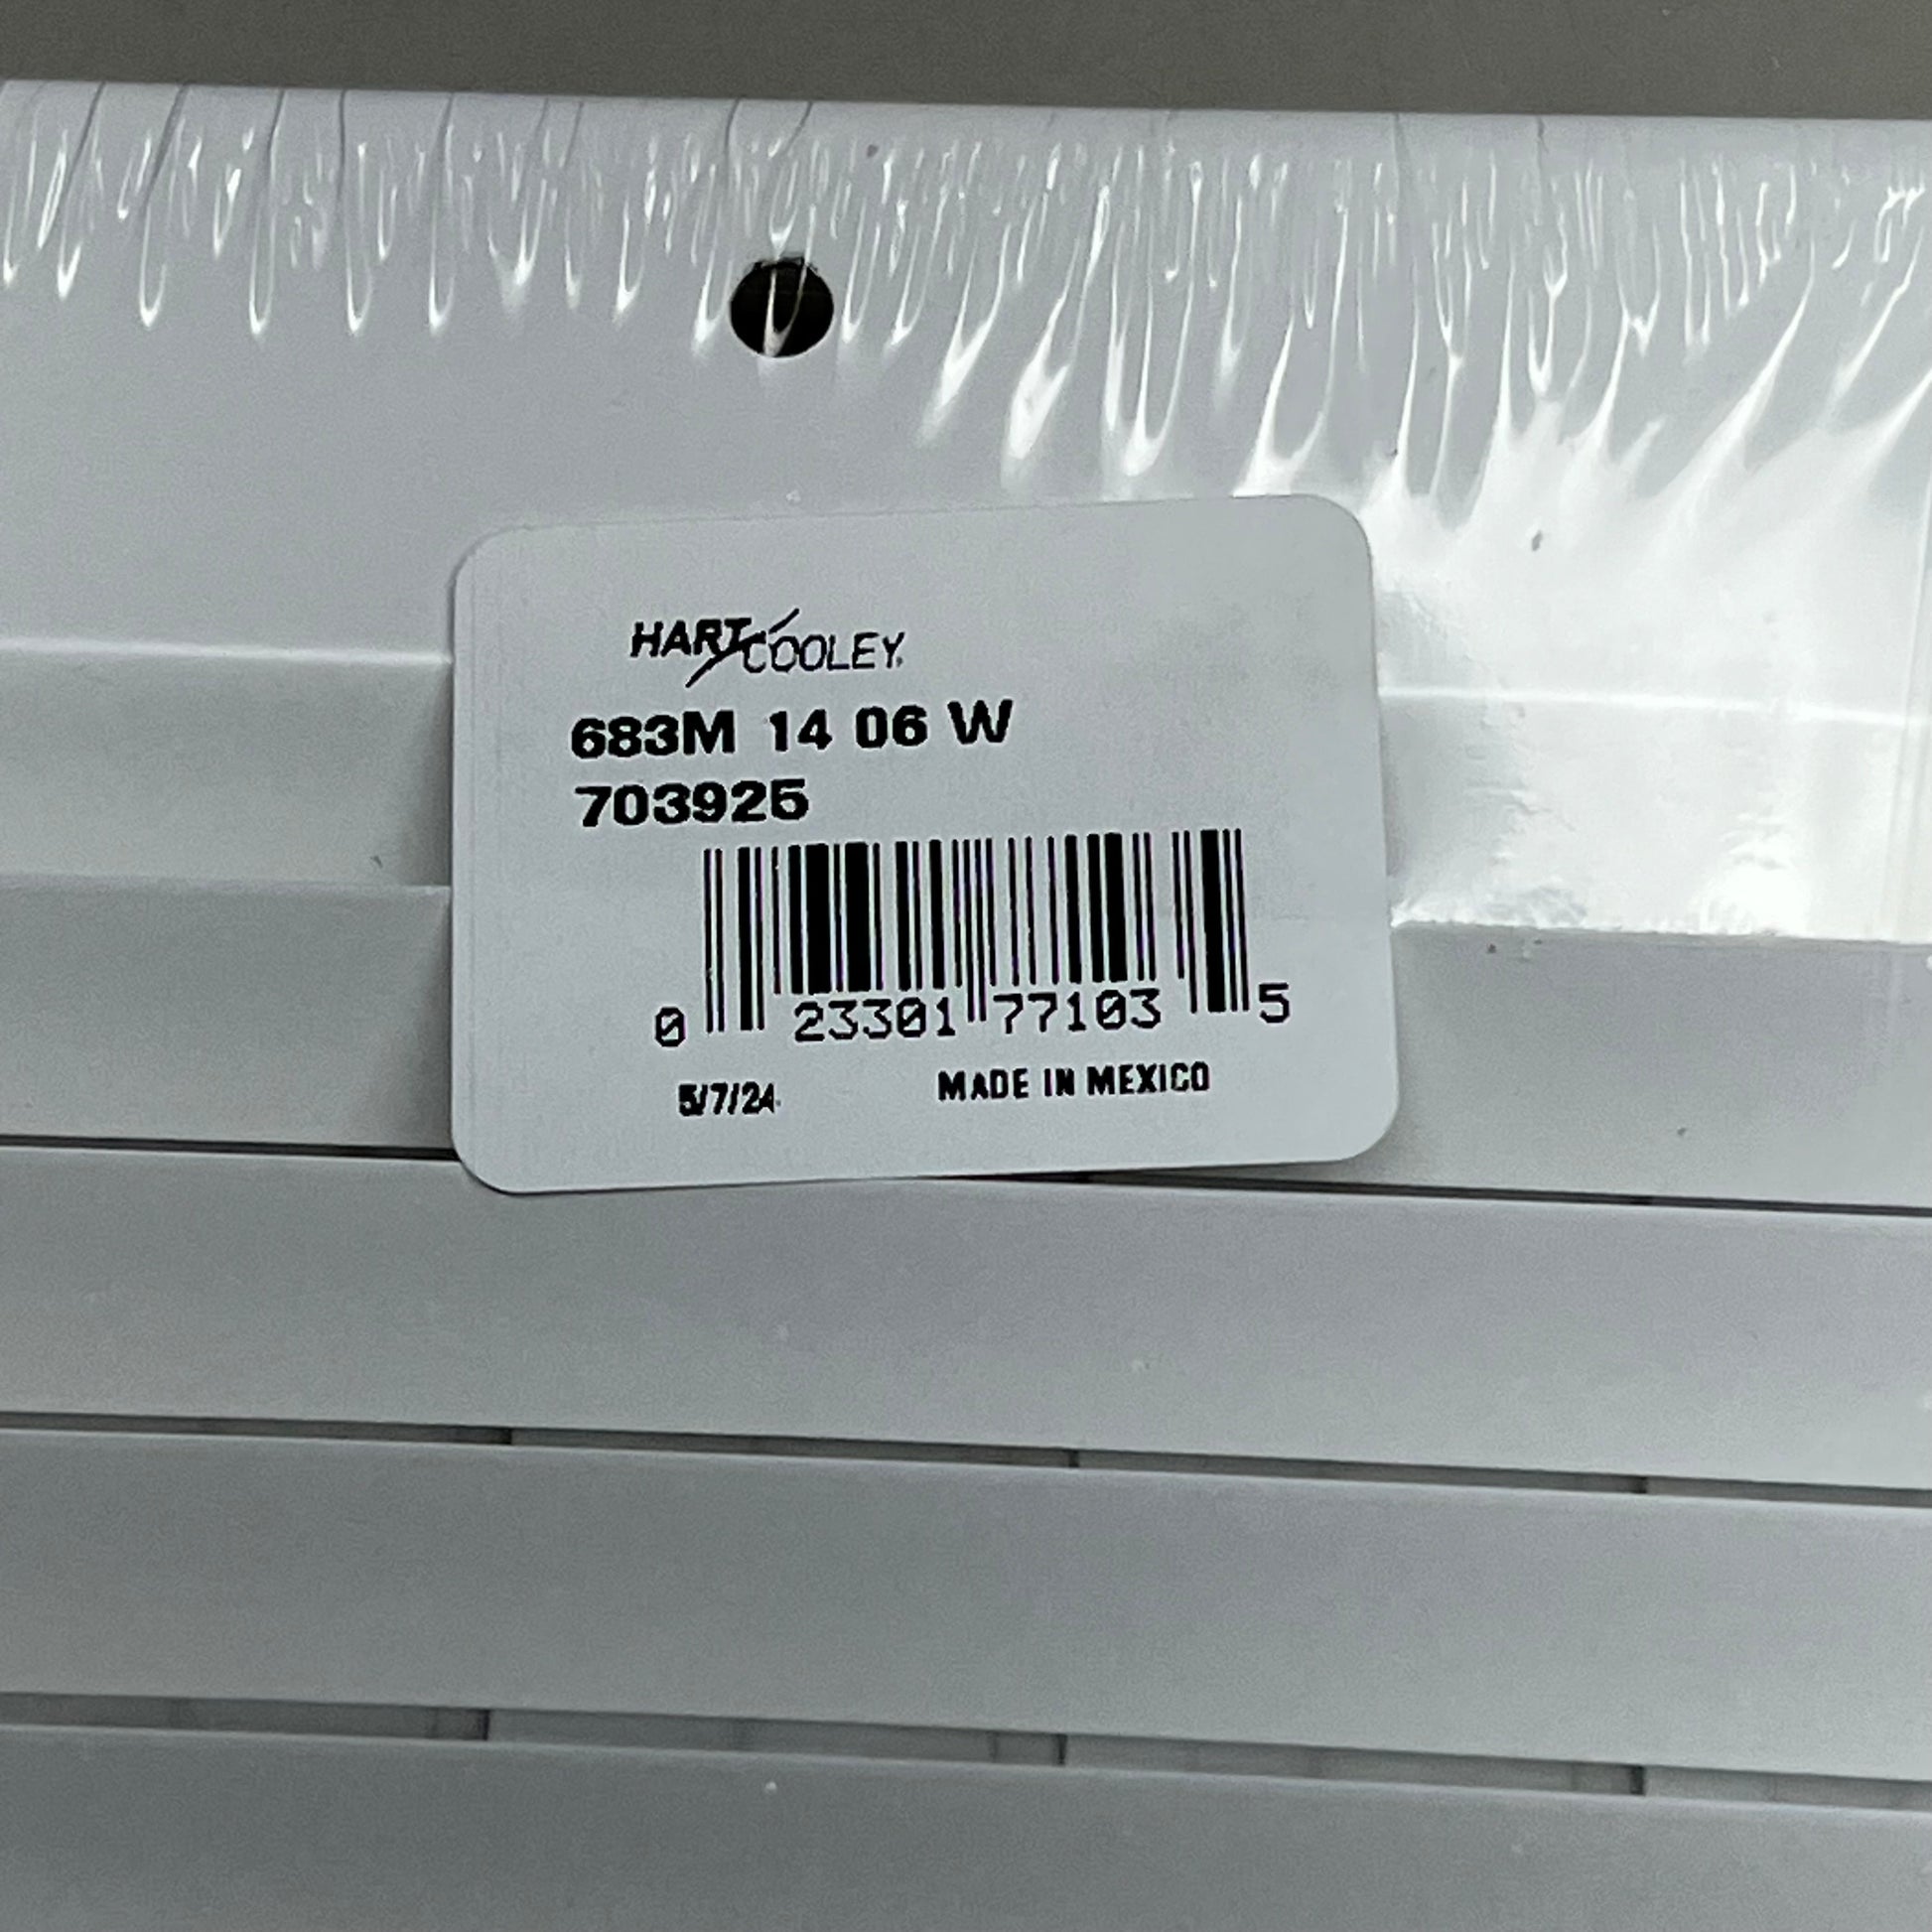 HART COOLEY
683M 14 06 W
703925
0 23301 77103 5
5/7/24 MADE IN MEXICO